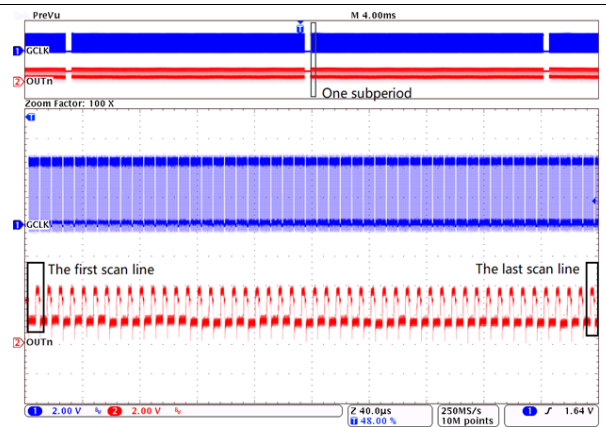 PreVu
M 4.00ms
T
1 GCLK
2 OUTn
One subperiod
Zoom Factor: 100 X
T
1 GCLK
The first scan line
The last scan line
2 OUTn
1 2.00 V 2 2.00 V
Z 40.0µs
T 48.00 %
250MS/s
10M points
1 1.64 V